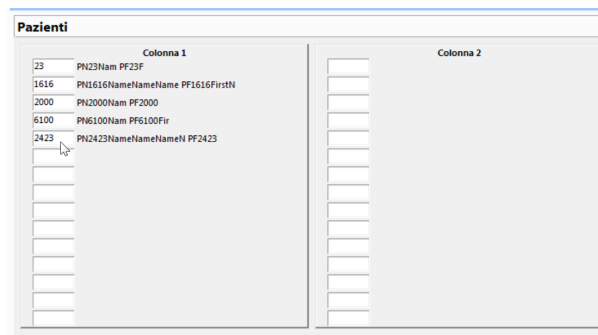 Pazienti
Colonna 1
23 PN23Nam PF23F
1616 PN1616NameNameName PF1616FirstN
2000 PN2000Nam PF2000
6100 PN6100Nam PF6100Fir
2423 PN2423NameNameNameN PF2423
Colonna 2